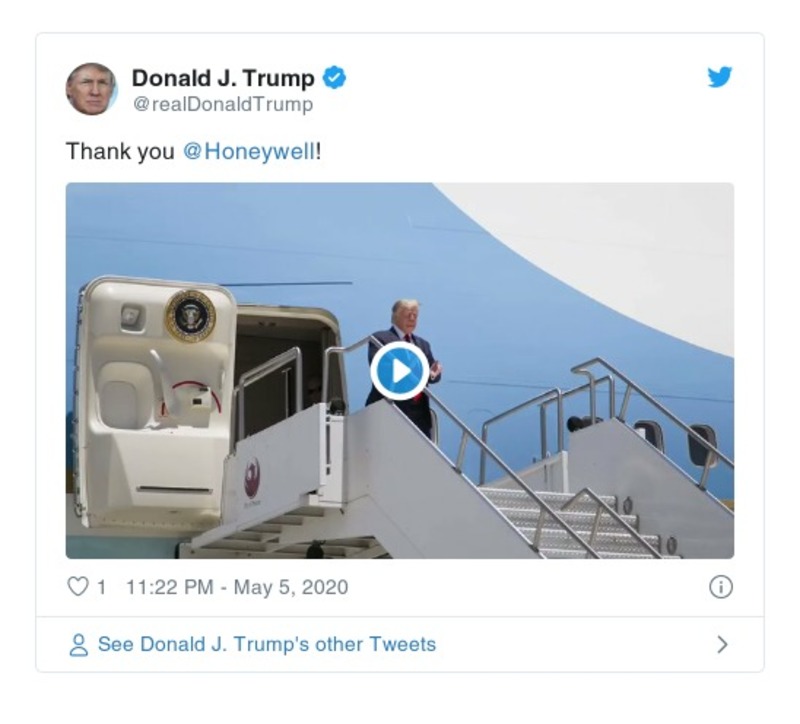 Donald J. Trump
@realDonaldTrump
Thank you @Honeywell!
1 11:22 PM - May 5, 2020
See Donald J. Trump's other Tweets